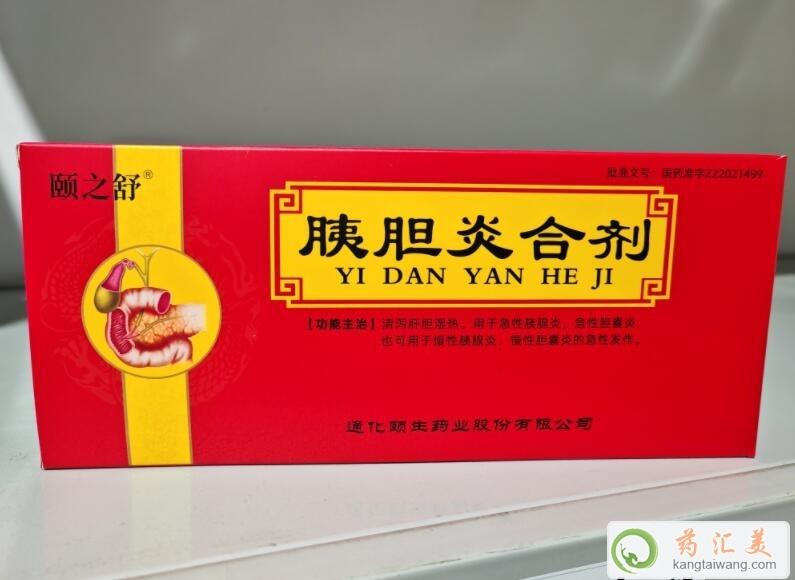 颐之舒®
批准文号：国药准字Z22021499
胰胆炎合剂
YI DAN YAN HE JI
【功能主治】清泻肝胆湿热。用于急性胰腺炎，急性胆囊炎
也可用于慢性胰腺炎，慢性胆囊炎的急性发作。
通化颐生药业股份有限公司
药汇美
kangtaiwang.com